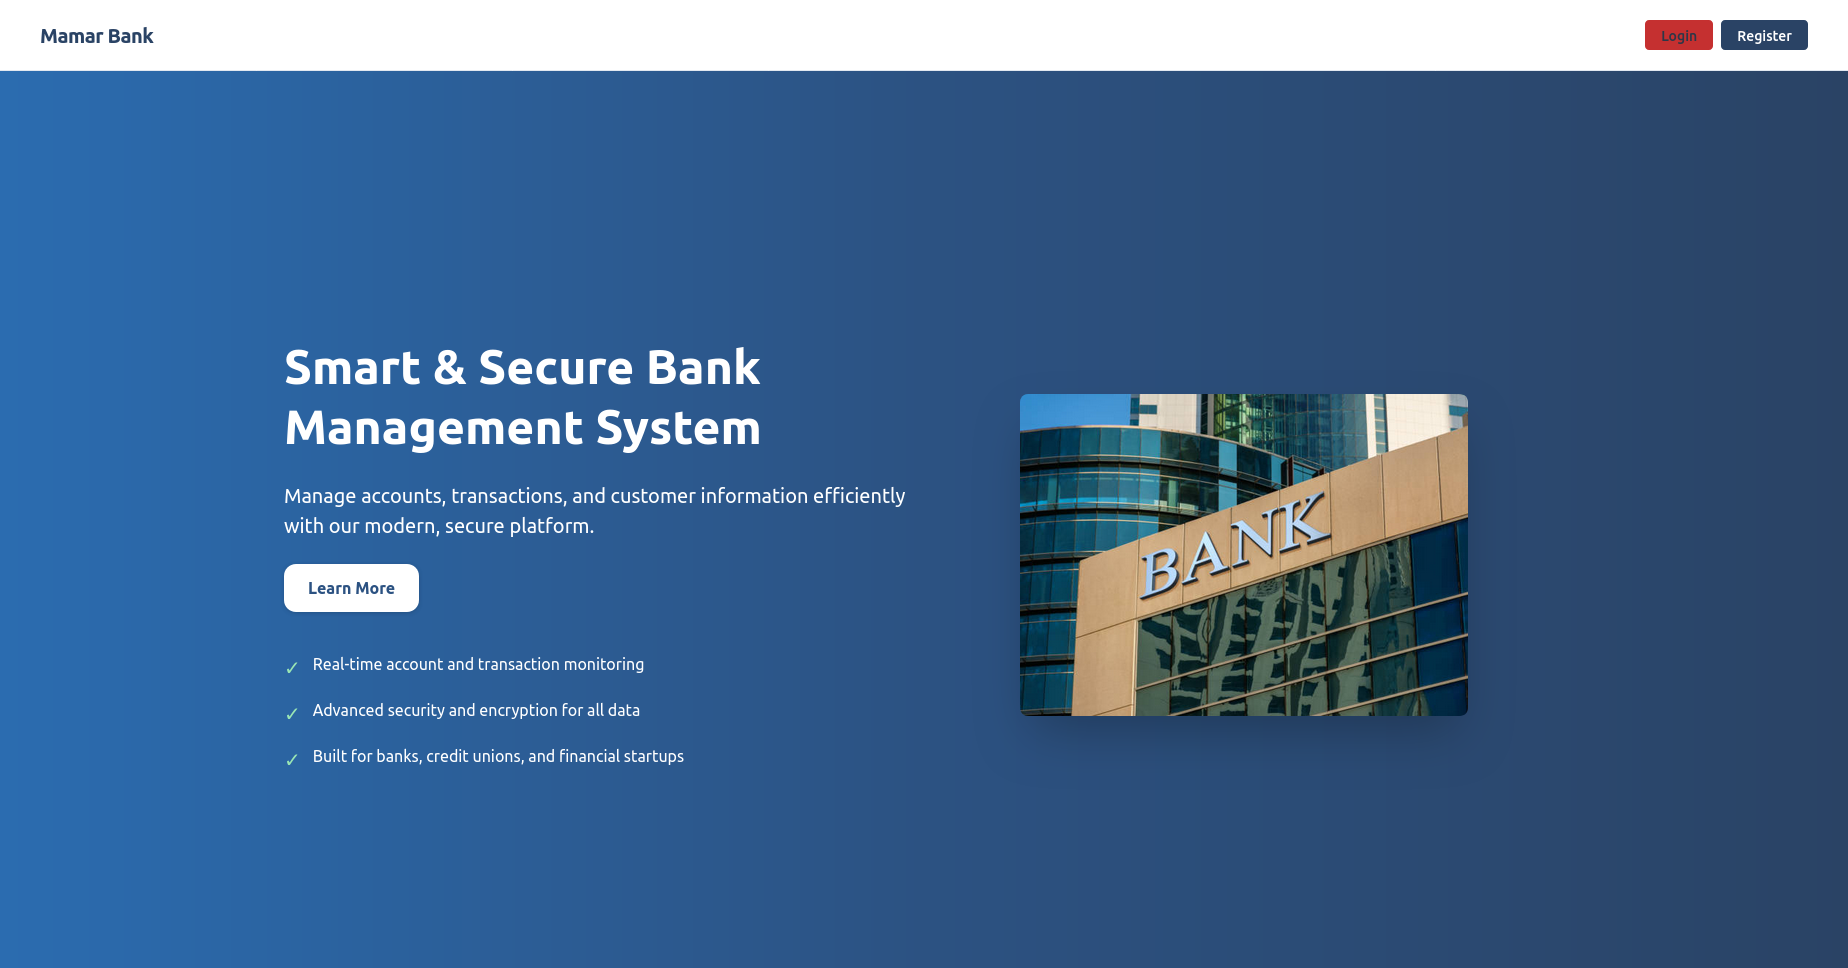 Mamar Bank
Login
Register
Smart & Secure Bank
Management System
Manage accounts, transactions, and customer information efficiently
with our modern, secure platform.
BANK
Learn More
✓ Real-time account and transaction monitoring
✓ Advanced security and encryption for all data
✓ Built for banks, credit unions, and financial startups